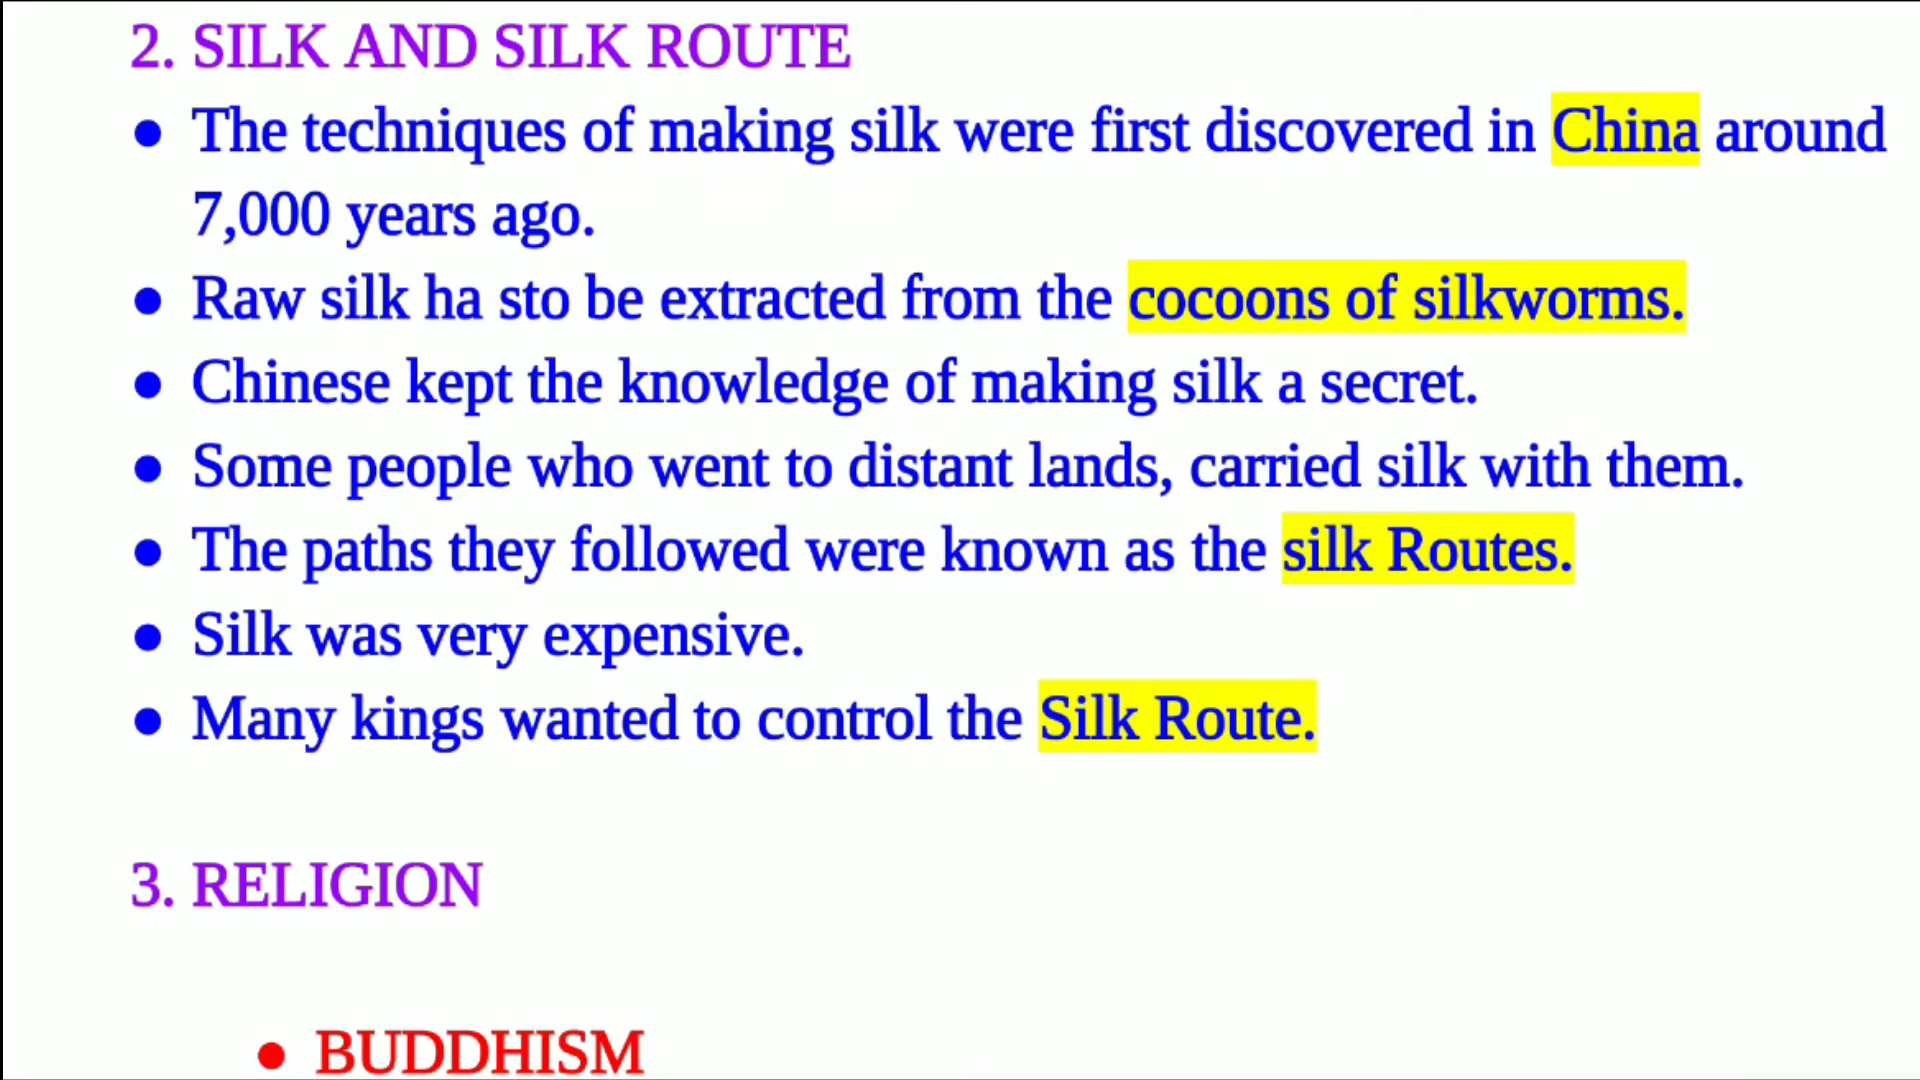 2. SILK AND SILK ROUTE
● The techniques of making silk were first discovered in China around
7,000 years ago.
● Raw silk ha sto be extracted from the cocoons of silkworms.
● Chinese kept the knowledge of making silk a secret.
● Some people who went to distant lands, carried silk with them.
● The paths they followed were known as the silk Routes.
● Silk was very expensive.
● Many kings wanted to control the Silk Route.
3. RELIGION
● BUDDHISM